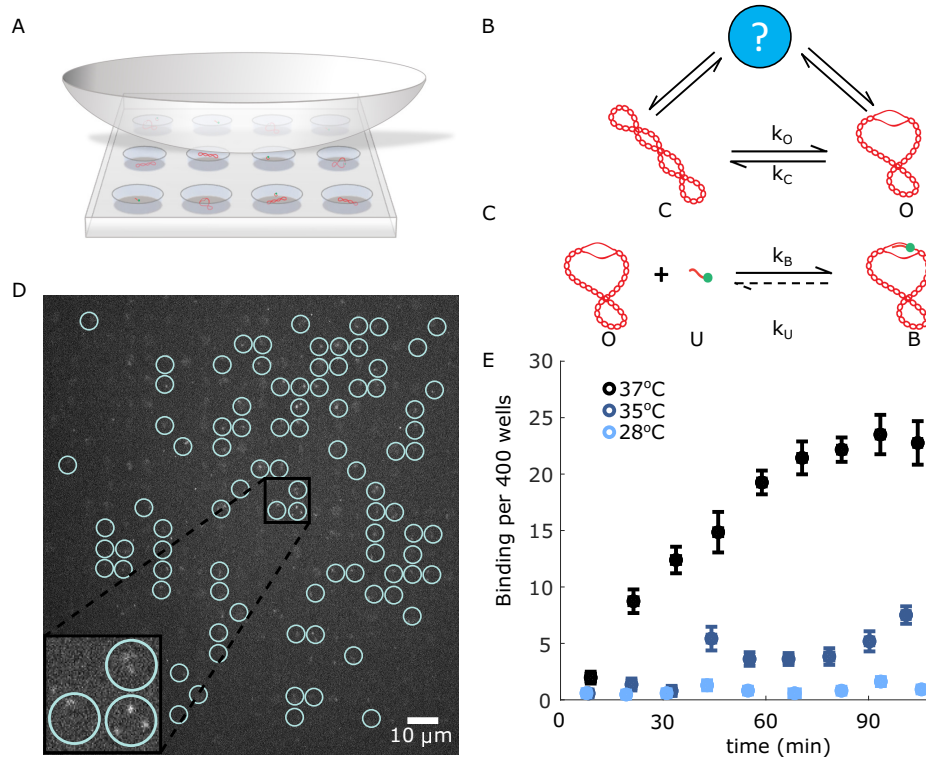 A
B
?
k_O
k_C
C
O
C
+
k_B
k_U
O
U
B
D
10 μm
E
30
25
20
15
10
5
0
Binding per 400 wells
37°C
35°C
28°C
0
30
60
90
time (min)